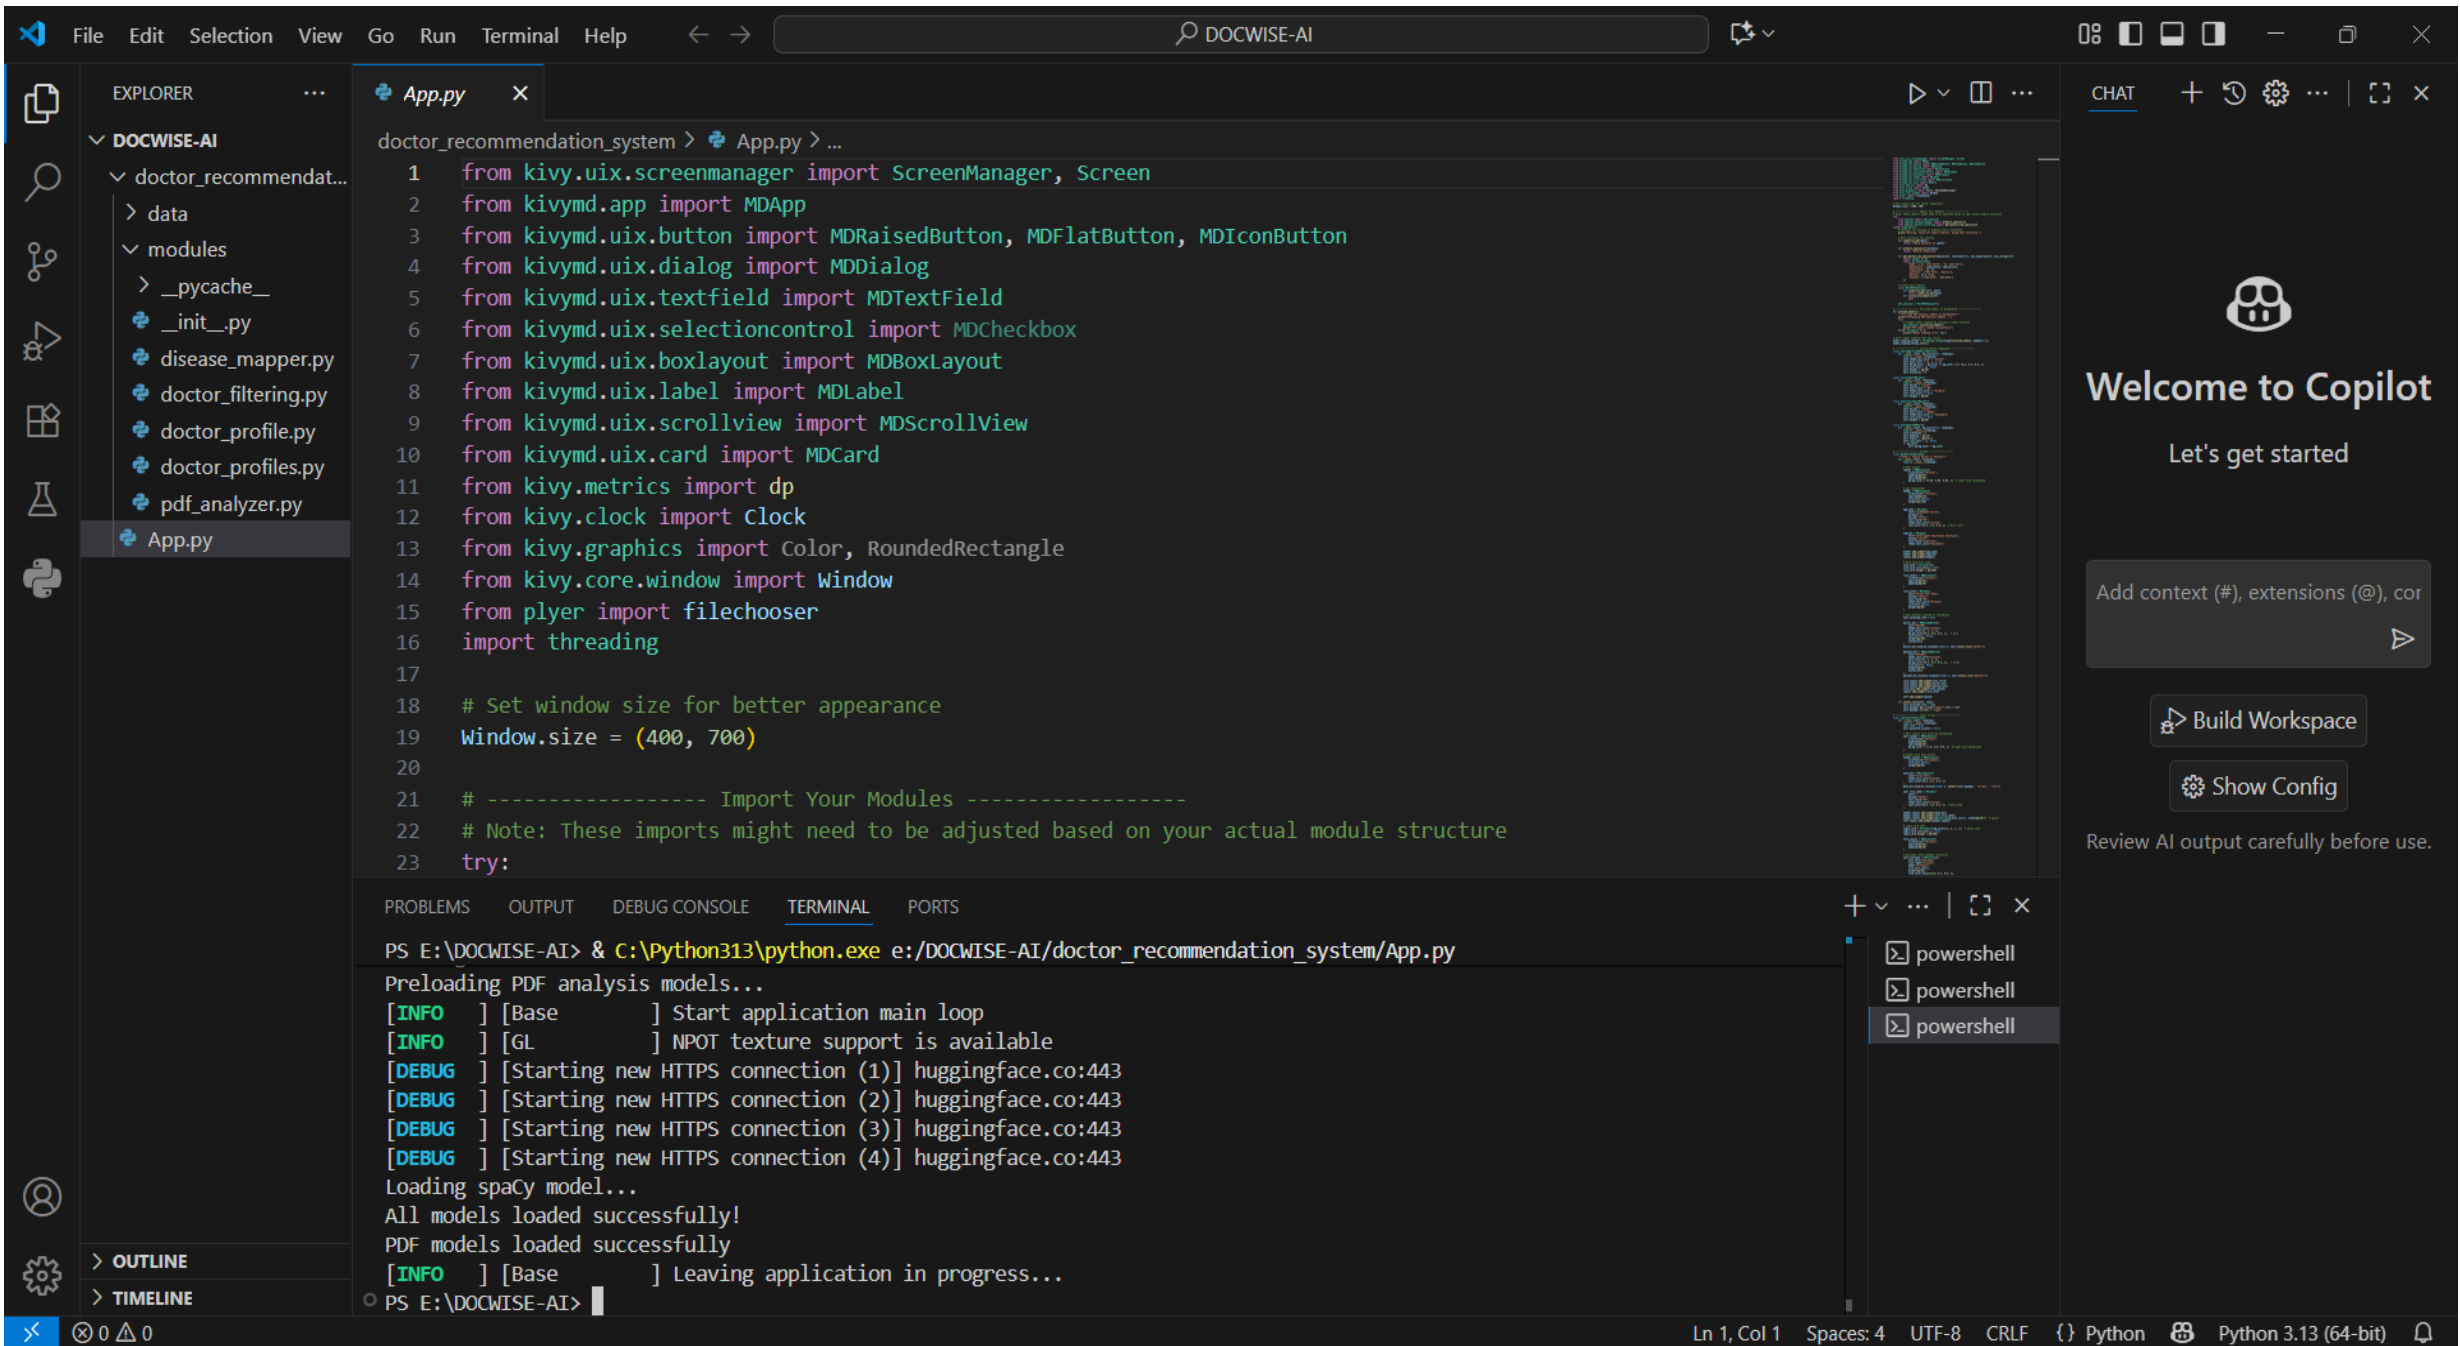 File Edit Selection View Go Run Terminal Help
DOCWISE-AI
EXPLORER
DOCWISE-AI
doctor_recommendat...
data
modules
__pycache__
__init__.py
disease_mapper.py
doctor_filtering.py
doctor_profile.py
doctor_profiles.py
pdf_analyzer.py
App.py
OUTLINE
TIMELINE
App.py
doctor_recommendation_system > App.py > ...
1 from kivy.uix.screenmanager import ScreenManager, Screen
2 from kivymd.app import MDApp
3 from kivymd.uix.button import MDRaisedButton, MDFlatButton, MDIconButton
4 from kivymd.uix.dialog import MDDialog
5 from kivymd.uix.textfield import MDTextField
6 from kivymd.uix.selectioncontrol import MDCheckbox
7 from kivymd.uix.boxlayout import MDBoxLayout
8 from kivymd.uix.label import MDLabel
9 from kivymd.uix.scrollview import MDScrollView
10 from kivymd.uix.card import MDCard
11 from kivy.metrics import dp
12 from kivy.clock import Clock
13 from kivy.graphics import Color, RoundedRectangle
14 from kivy.core.window import Window
15 from plyer import filechooser
16 import threading
17
18 # Set window size for better appearance
19 Window.size = (400, 700)
20
21 # ------------------ Import Your Modules ------------------
22 # Note: These imports might need to be adjusted based on your actual module structure
23 try:
PROBLEMS OUTPUT DEBUG CONSOLE TERMINAL PORTS
PS E:\DOCWISE-AI> & C:\Python313\python.exe e:/DOCWISE-AI/doctor_recommendation_system/App.py
Preloading PDF analysis models...
[INFO   ] [Base        ] Start application main loop
[INFO   ] [GL          ] NPOT texture support is available
[DEBUG  ] [Starting new HTTPS connection (1)] huggingface.co:443
[DEBUG  ] [Starting new HTTPS connection (2)] huggingface.co:443
[DEBUG  ] [Starting new HTTPS connection (3)] huggingface.co:443
[DEBUG  ] [Starting new HTTPS connection (4)] huggingface.co:443
Loading spaCy model...
All models loaded successfully!
PDF models loaded successfully
[INFO   ] [Base        ] Leaving application in progress...
PS E:\DOCWISE-AI>
powershell
powershell
powershell
CHAT
Welcome to Copilot
Let's get started
Add context (#), extensions (@), cor
Build Workspace
Show Config
Review AI output carefully before use.
0 0
Ln 1, Col 1 Spaces: 4 UTF-8 CRLF {} Python Python 3.13 (64-bit)